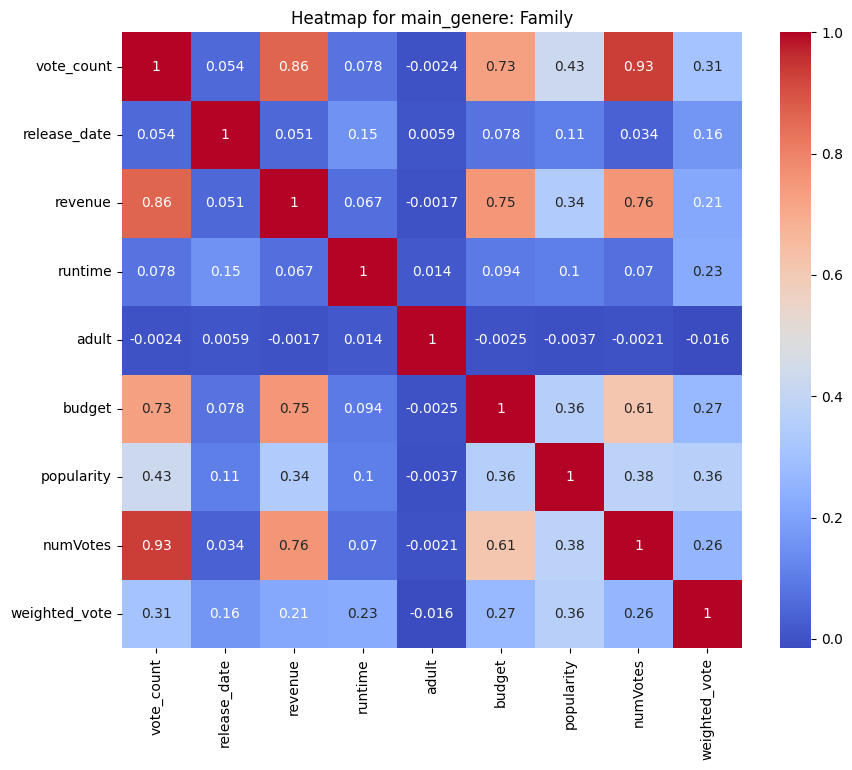 Heatmap for main_genere: Family
vote_count 1 0.054 0.86 0.078 -0.0024 0.73 0.43 0.93 0.31
release_date 0.054 1 0.051 0.15 0.0059 0.078 0.11 0.034 0.16
revenue 0.86 0.051 1 0.067 -0.0017 0.75 0.34 0.76 0.21
runtime 0.078 0.15 0.067 1 0.014 0.094 0.1 0.07 0.23
adult -0.0024 0.0059 -0.0017 0.014 1 -0.0025 -0.0037 -0.0021 -0.016
budget 0.73 0.078 0.75 0.094 -0.0025 1 0.36 0.61 0.27
popularity 0.43 0.11 0.34 0.1 -0.0037 0.36 1 0.38 0.36
numVotes 0.93 0.034 0.76 0.07 -0.0021 0.61 0.38 1 0.26
weighted_vote 0.31 0.16 0.21 0.23 -0.016 0.27 0.36 0.26 1
vote_count release_date revenue runtime adult budget popularity numVotes weighted_vote
1.0
0.8
0.6
0.4
0.2
0.0